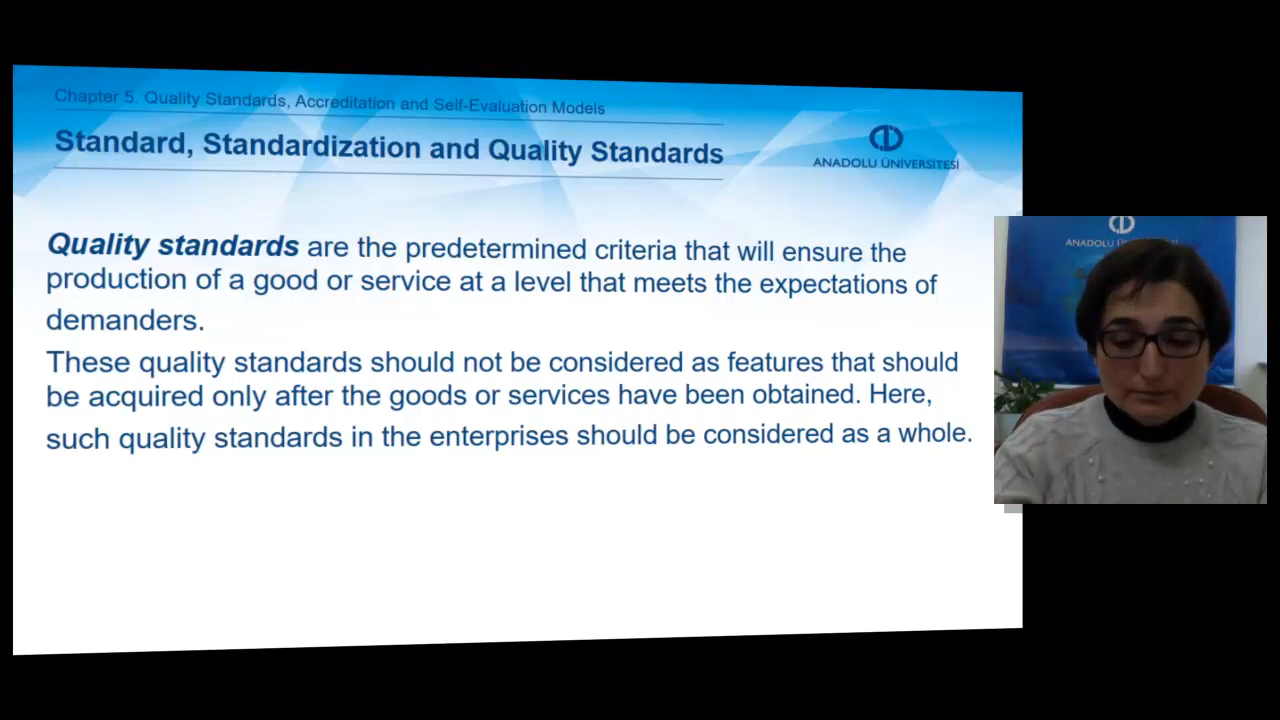 Chapter 5. Quality Standards, Accreditation and Self-Evaluation Models
Standard, Standardization and Quality Standards
ANADOLU ÜNİVERSİTESİ
Quality standards are the predetermined criteria that will ensure the
production of a good or service at a level that meets the expectations of
demanders.
These quality standards should not be considered as features that should
be acquired only after the goods or services have been obtained. Here,
such quality standards in the enterprises should be considered as a whole.